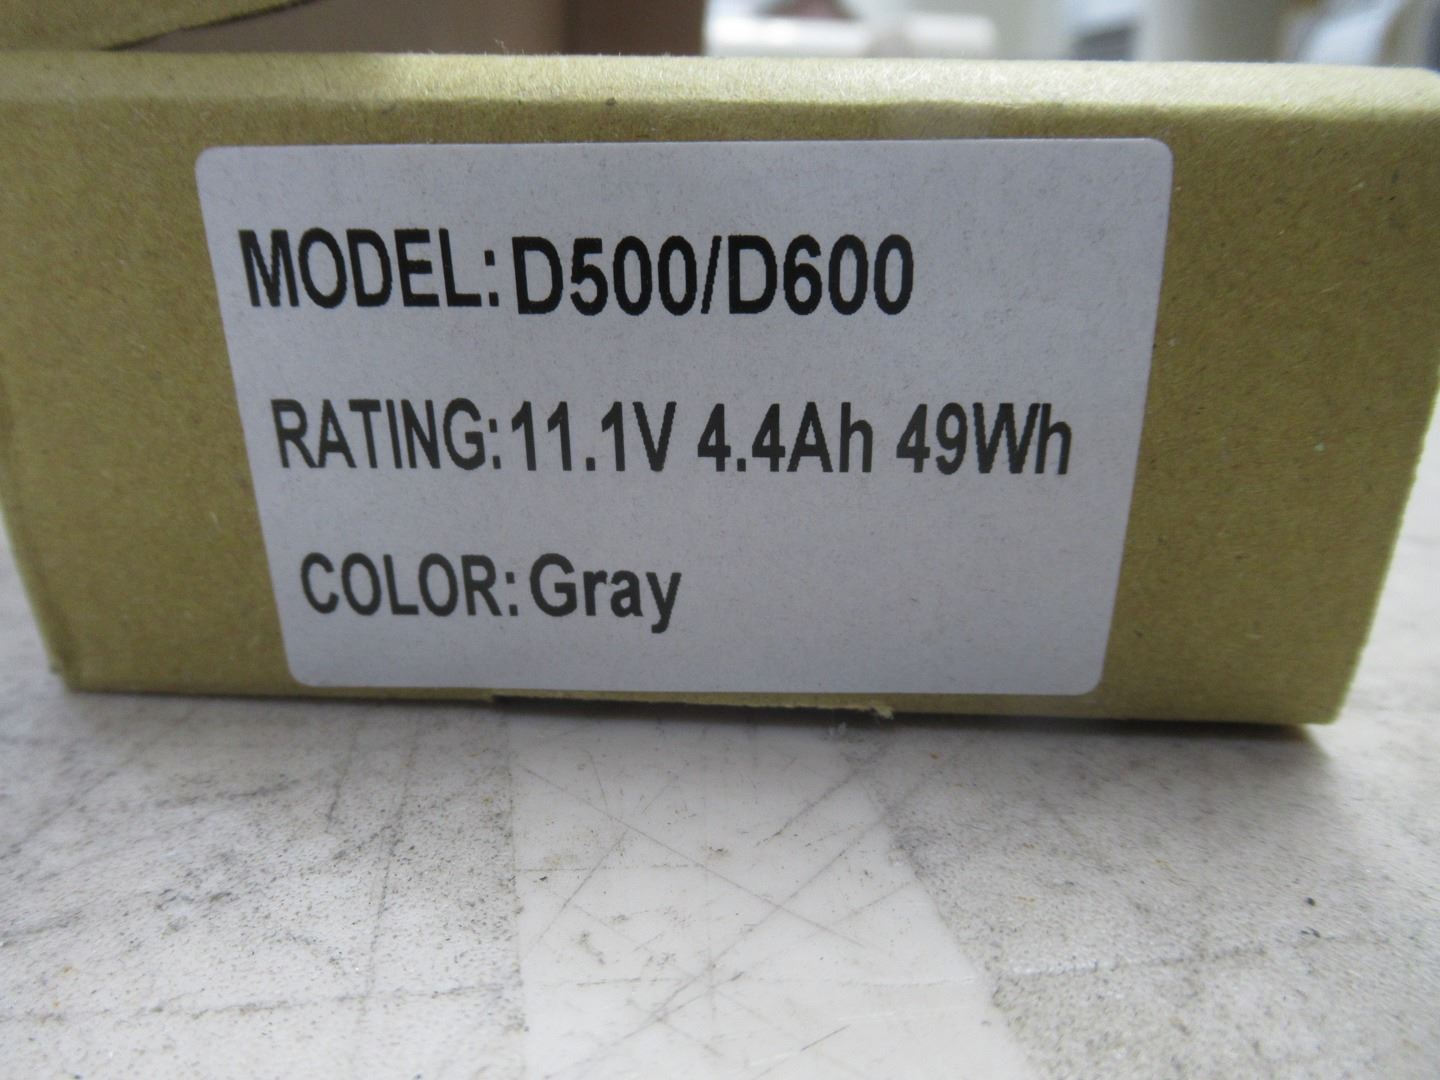 MODEL:D500/D600
RATING:11.1V 4.4Ah 49Wh
COLOR:Gray